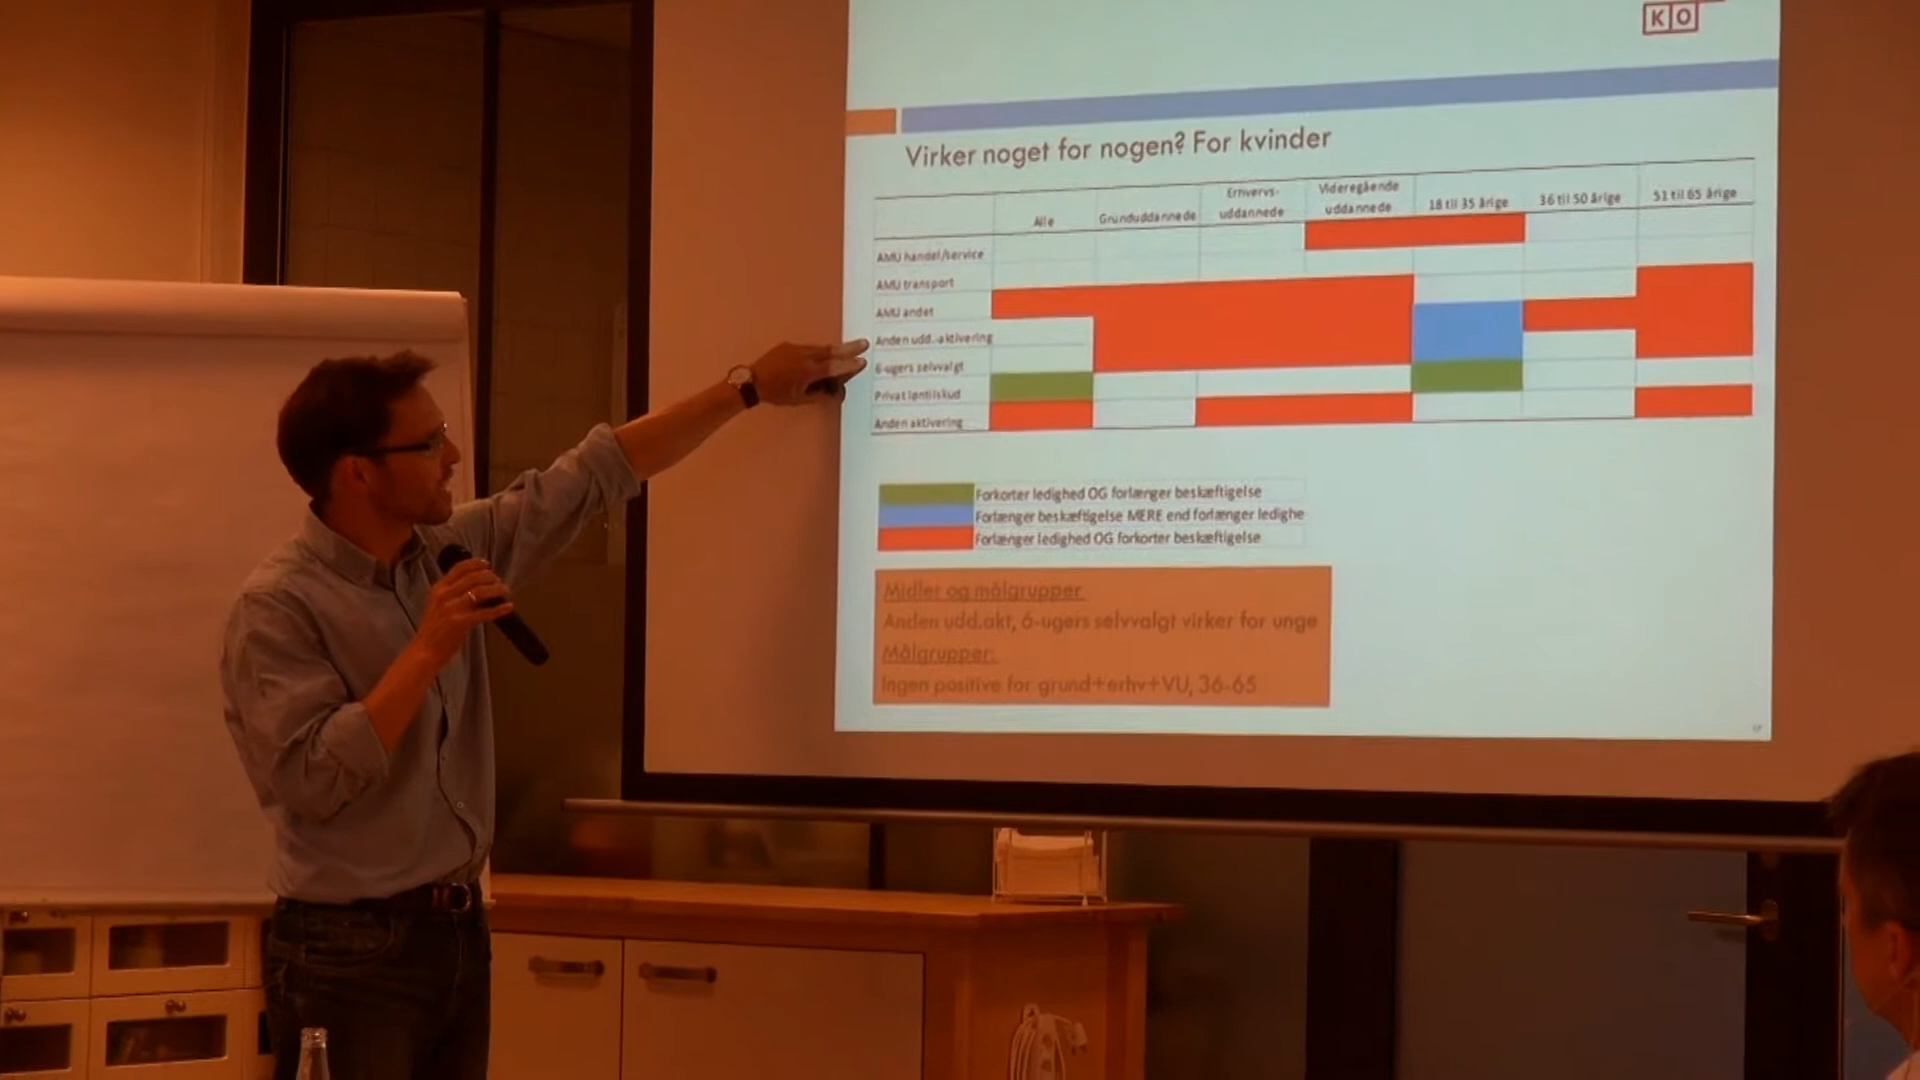 K O
Virker noget for nogen? For kvinder
Alle Grunduddannede Erhvervs-uddannede Videregående uddannede 18 til 35 årige 36 til 50 årige 51 til 65 årige
AMU handel/service
AMU transport
AMU andet
Anden udd.-aktivering
6-ugers selvvalgt
Privat løntilskud
Anden aktivering
Forkorter ledighed OG forlænger beskæftigelse
Forlænger beskæftigelse MERE end forlænger ledighe
Forlænger ledighed OG forkorter beskæftigelse
Midler og målgrupper
Anden udd.akt, 6-ugers selvvalgt virker for unge
Målgrupper:
Ingen positive for grund+erhv+VU, 36-65